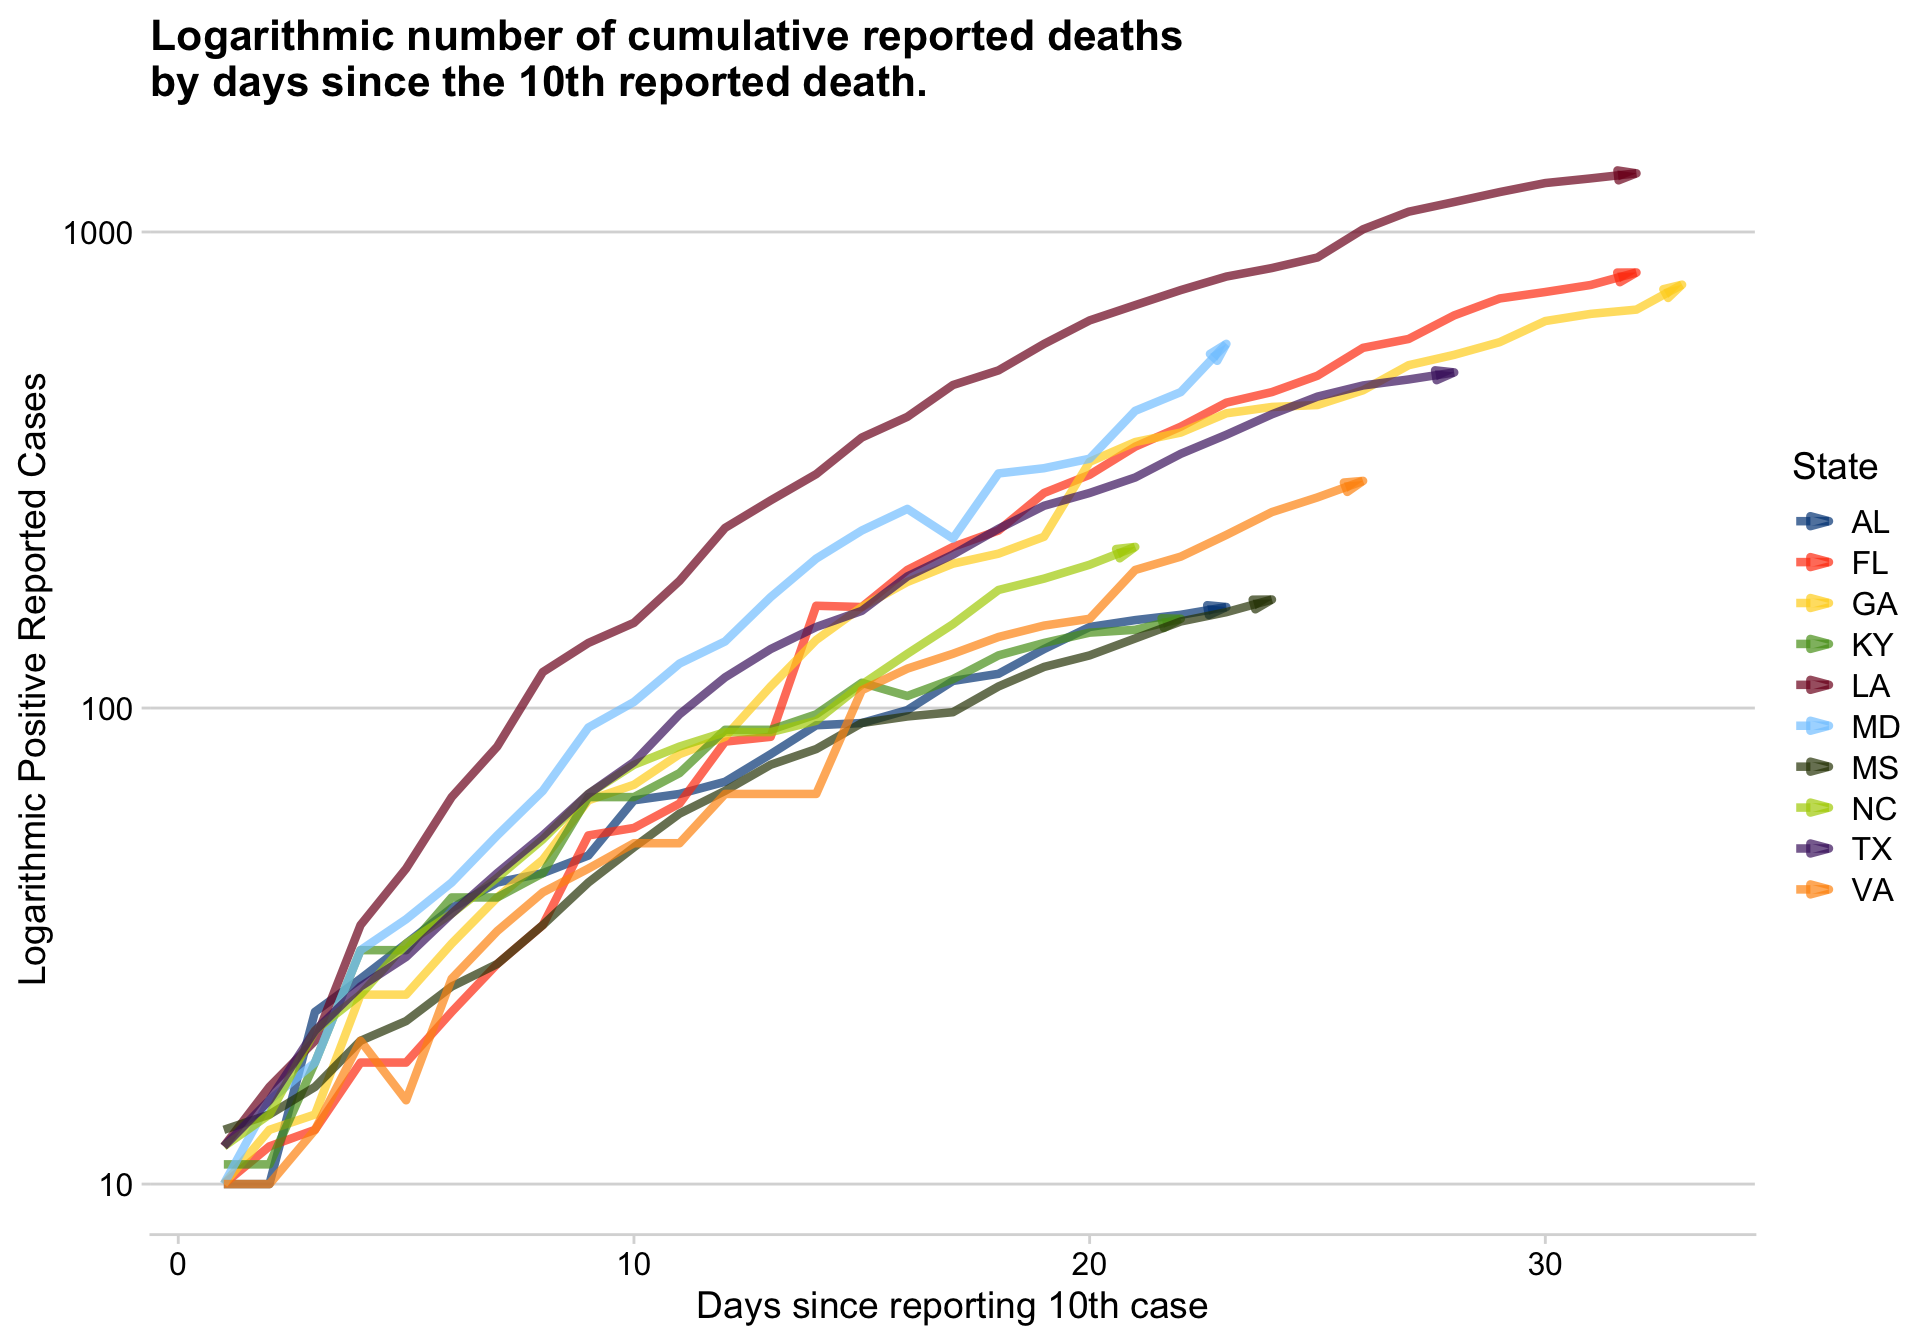 Logarithmic number of cumulative reported deaths
by days since the 10th reported death.
Logarithmic Positive Reported Cases
1000
100
10
0
10
20
30
Days since reporting 10th case
State
AL
FL
GA
KY
LA
MD
MS
NC
TX
VA